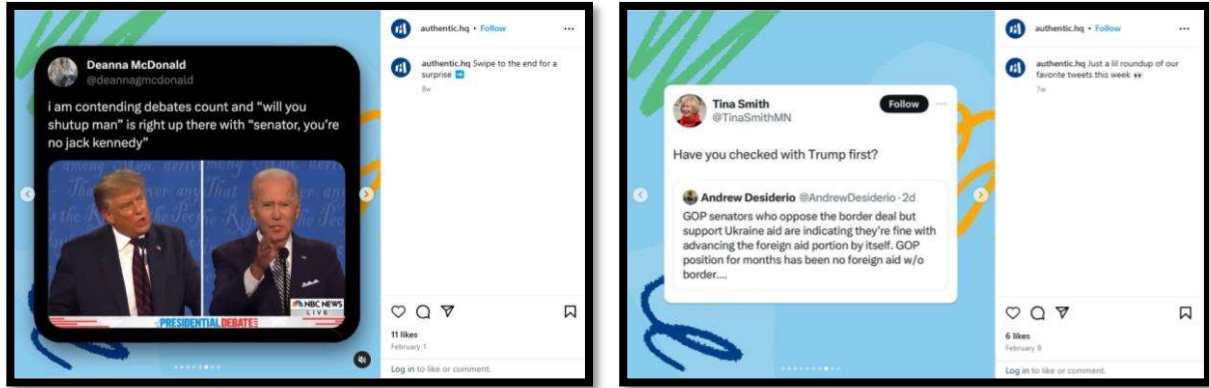 Deanna McDonald
@deannagmcdonald
i am contending debates count and “will you
shutup man” is right up there with “senator, you’re
no jack kennedy”
NBC NEWS
LIVE
PRESIDENTIAL DEBATE
authentic.hq • Follow
authentic.hq Swipe to the end for a
surprise ➡️
8w
11 likes
February 1
Log in to like or comment.
Tina Smith
@TinaSmithMN
Follow
Have you checked with Trump first?
Andrew Desiderio @AndrewDesiderio · 2d
GOP senators who oppose the border deal but
support Ukraine aid are indicating they’re fine with
advancing the foreign aid portion by itself. GOP
position for months has been no foreign aid w/o
border....
authentic.hq • Follow
authentic.hq Just a lil roundup of our
favorite tweets this week 👀
7w
6 likes
February 9
Log in to like or comment.